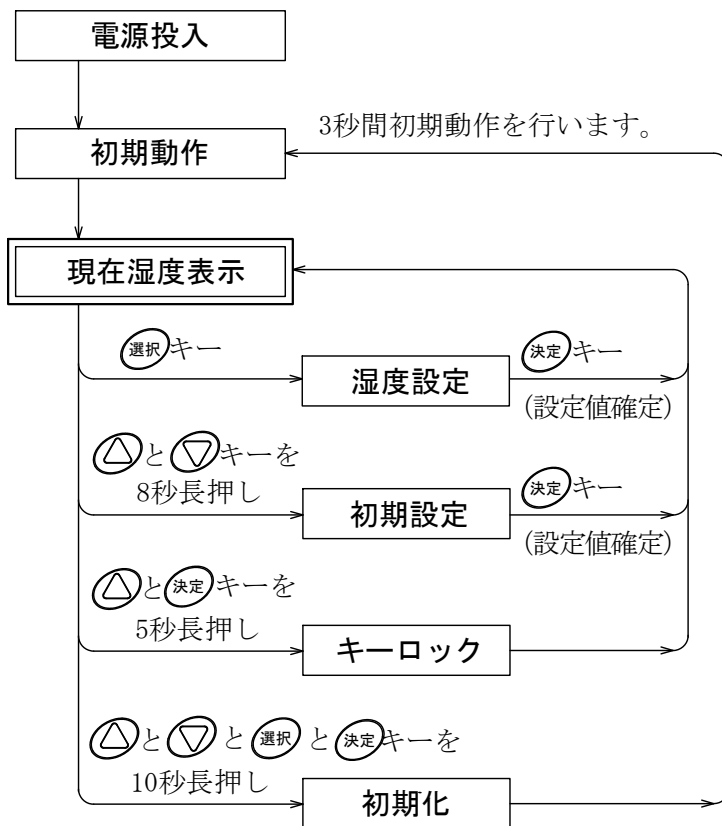 電源投入
3秒間初期動作を行います。
初期動作
現在湿度表示
選択キー
決定キー
湿度設定
(設定値確定)
△と▽キーを
8秒長押し
決定キー
初期設定
(設定値確定)
△と決定キーを
5秒長押し
キーロック
△と▽と選択と決定キーを
10秒長押し
初期化